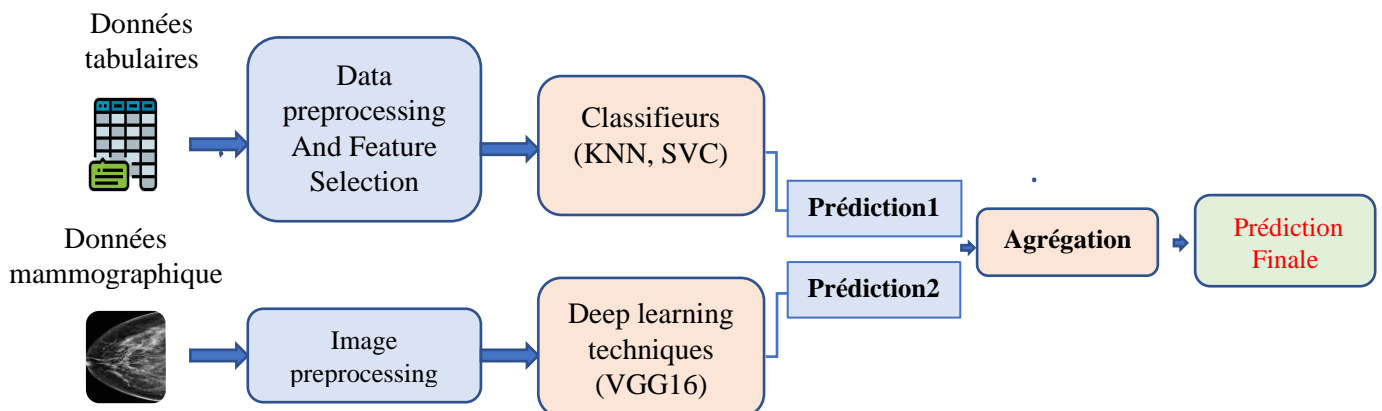 Données
tabulaires
Data
preprocessing
And Feature
Selection
Classifieurs
(KNN, SVC)
Prédiction1
Agrégation
Prédiction
Finale
Données
mammographique
Image
preprocessing
Deep learning
techniques
(VGG16)
Prédiction2